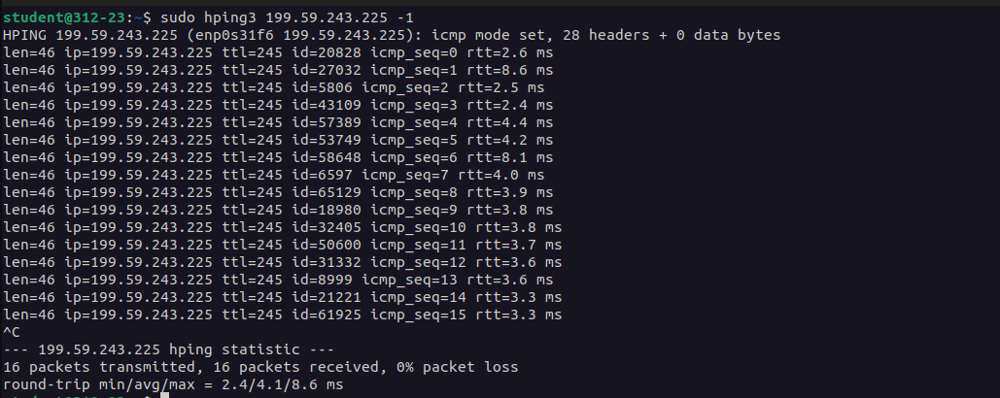 student@312-23:~$ sudo hping3 199.59.243.225 -1
HPING 199.59.243.225 (enp0s31f6 199.59.243.225): icmp mode set, 28 headers + 0 data bytes
len=46 ip=199.59.243.225 ttl=245 id=20828 icmp_seq=0 rtt=2.6 ms
len=46 ip=199.59.243.225 ttl=245 id=27032 icmp_seq=1 rtt=8.6 ms
len=46 ip=199.59.243.225 ttl=245 id=5806 icmp_seq=2 rtt=2.5 ms
len=46 ip=199.59.243.225 ttl=245 id=43109 icmp_seq=3 rtt=2.4 ms
len=46 ip=199.59.243.225 ttl=245 id=57389 icmp_seq=4 rtt=4.4 ms
len=46 ip=199.59.243.225 ttl=245 id=53749 icmp_seq=5 rtt=4.2 ms
len=46 ip=199.59.243.225 ttl=245 id=58648 icmp_seq=6 rtt=8.1 ms
len=46 ip=199.59.243.225 ttl=245 id=6597 icmp_seq=7 rtt=4.0 ms
len=46 ip=199.59.243.225 ttl=245 id=65129 icmp_seq=8 rtt=3.9 ms
len=46 ip=199.59.243.225 ttl=245 id=18980 icmp_seq=9 rtt=3.8 ms
len=46 ip=199.59.243.225 ttl=245 id=32405 icmp_seq=10 rtt=3.8 ms
len=46 ip=199.59.243.225 ttl=245 id=50600 icmp_seq=11 rtt=3.7 ms
len=46 ip=199.59.243.225 ttl=245 id=31332 icmp_seq=12 rtt=3.6 ms
len=46 ip=199.59.243.225 ttl=245 id=8999 icmp_seq=13 rtt=3.6 ms
len=46 ip=199.59.243.225 ttl=245 id=21221 icmp_seq=14 rtt=3.3 ms
len=46 ip=199.59.243.225 ttl=245 id=61925 icmp_seq=15 rtt=3.3 ms
^C
--- 199.59.243.225 hping statistic ---
16 packets transmitted, 16 packets received, 0% packet loss
round-trip min/avg/max = 2.4/4.1/8.6 ms